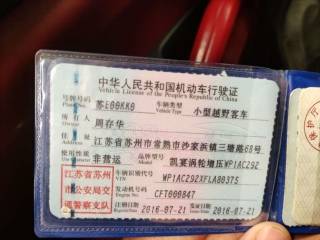 中华人民共和国机动车行驶证
Vehicle License of the People's Republic of China
号牌号码 苏E00KK0 车辆类型 小型越野客车
所有人 周存华
住址 江苏省苏州市常熟市沙家浜镇三塘路68号
使用性质 非营运 品牌型号 凯宴涡轮增压WP1AC29Z
江苏省苏州 车辆识别代号 WP1AC29ZXFLA80375
市公安局交 发动机号码 CFT000847
通警察支队 注册日期 2016-07-21 发证日期 2016-07-21